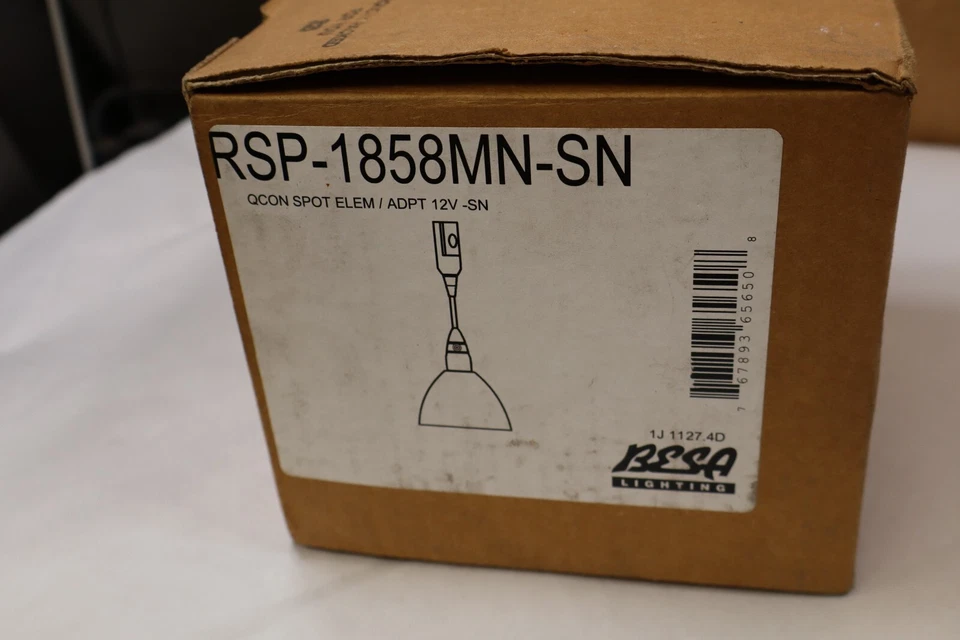 RSP-1858MN-SN
QCON SPOT ELEM / ADPT 12V -SN
7 67893 65650 8
1J 1127.4D
BESA
LIGHTING